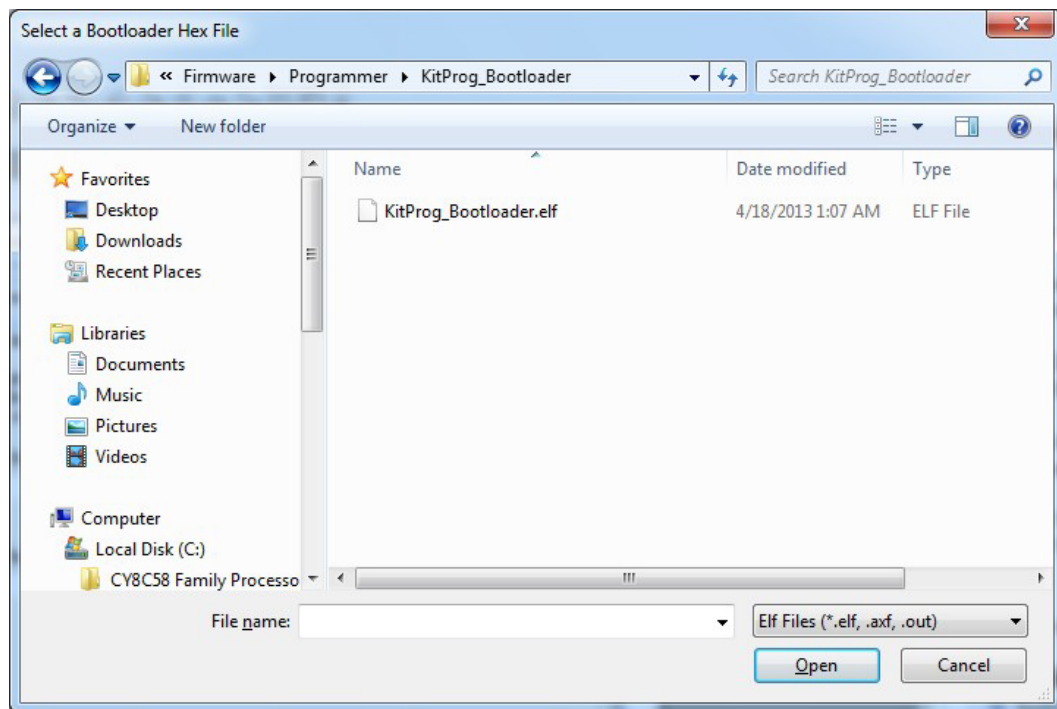 Select a Bootloader Hex File
« Firmware ▸ Programmer ▸ KitProg_Bootloader
Search KitProg_Bootloader
Organize
New folder
Name
Date modified
Type
KitProg_Bootloader.elf
4/18/2013 1:07 AM
ELF File
Favorites
Desktop
Downloads
Recent Places
Libraries
Documents
Music
Pictures
Videos
Computer
Local Disk (C:)
CY8C58 Family Processo
File name:
Elf Files (*.elf, .axf, .out)
Open
Cancel